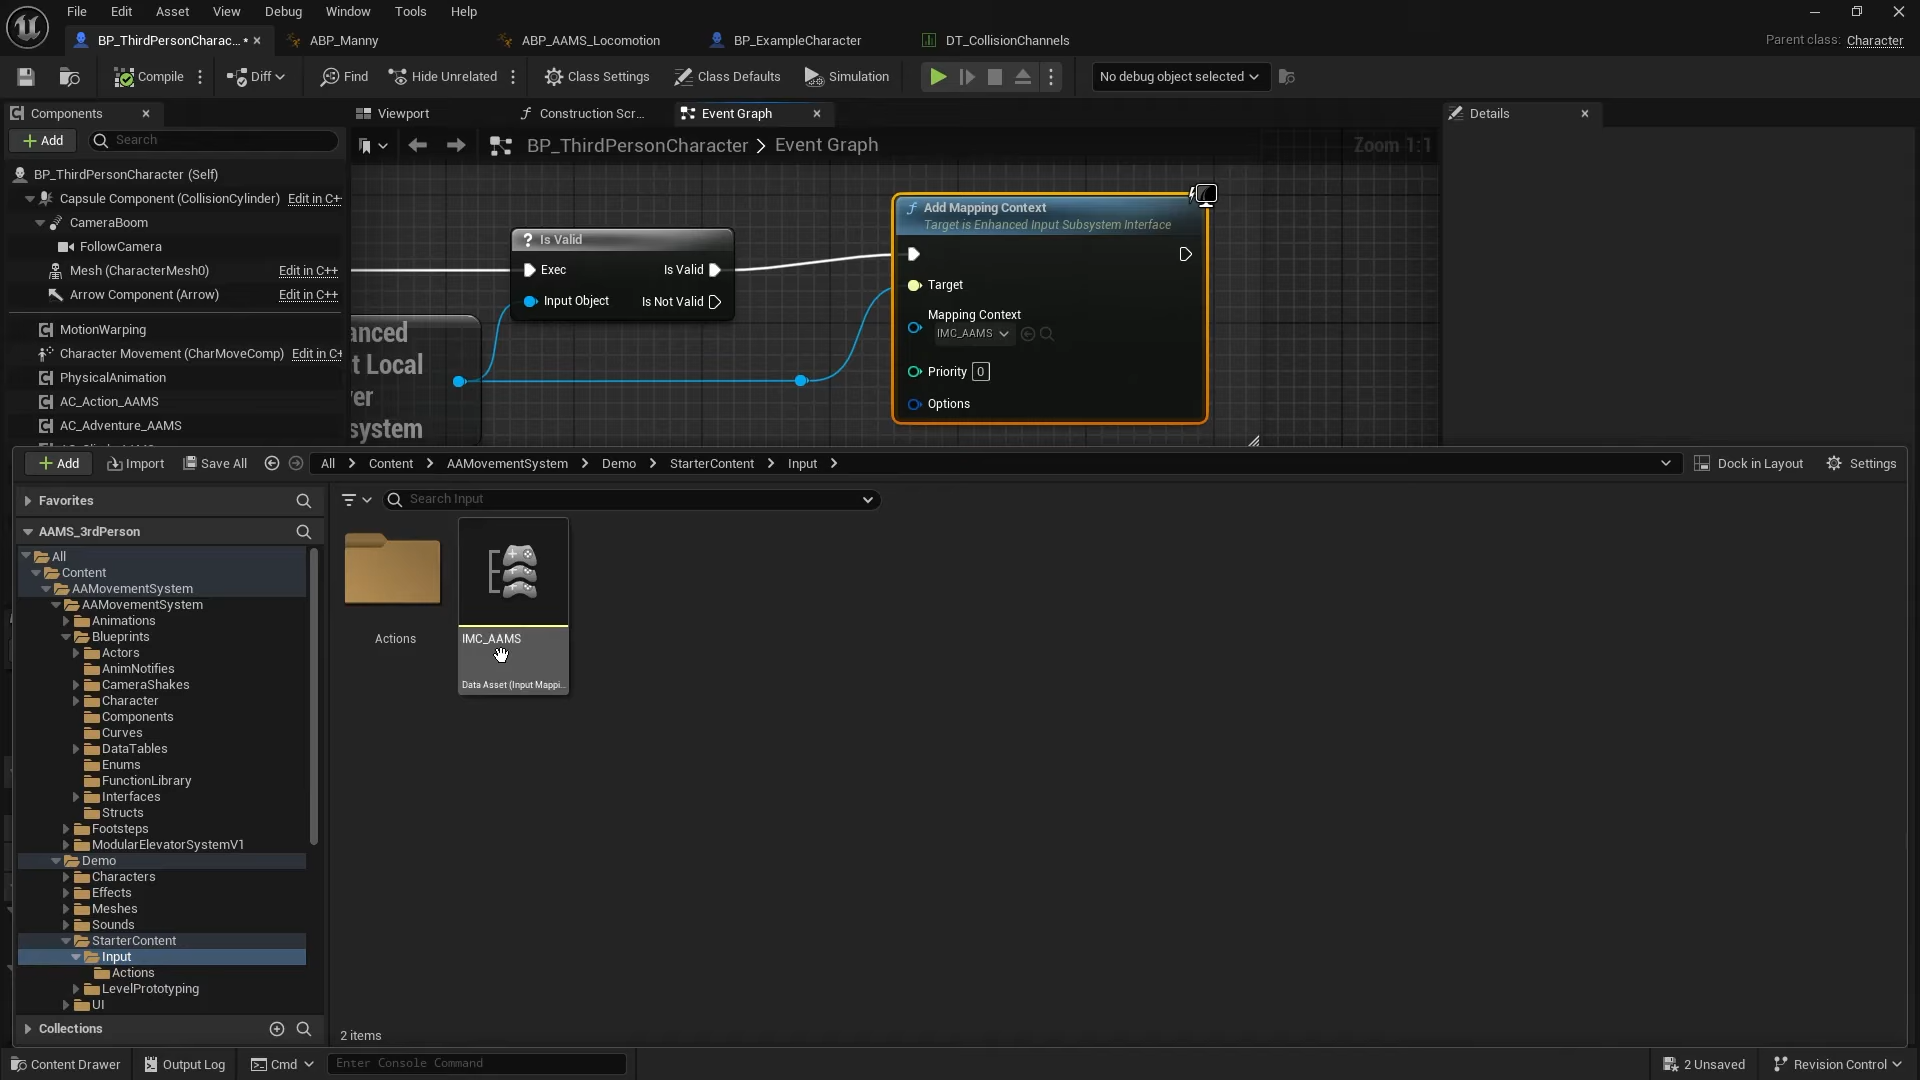 File Edit Asset View Debug Window Tools Help
BP_ThirdPersonCharac... * ABP_Manny ABP_AAMS_Locomotion BP_ExampleCharacter DT_CollisionChannels Parent class: Character
Compile Diff Find Hide Unrelated Class Settings Class Defaults Simulation No debug object selected
Components Viewport Construction Scr... Event Graph Details
Add Search BP_ThirdPersonCharacter > Event Graph Zoom 1:1
BP_ThirdPersonCharacter (Self)
Capsule Component (CollisionCylinder) Edit in C+
CameraBoom
FollowCamera
Mesh (CharacterMesh0) Edit in C++
Arrow Component (Arrow) Edit in C++
MotionWarping
Character Movement (CharMoveComp) Edit in C+
PhysicalAnimation
AC_Action_AAMS
AC_Adventure_AAMS
Is Valid
Exec Is Valid
Input Object Is Not Valid
anced
t Local
er
system
Add Mapping Context
Target is Enhanced Input Subsystem Interface
Target
Mapping Context
IMC_AAMS
Priority 0
Options
Add Import Save All All > Content > AAMovementSystem > Demo > StarterContent > Input > Dock in Layout Settings
Favorites Search Input
AAMS_3rdPerson
All
Content
AAMovementSystem
AAMovementSystem
Animations
Blueprints
Actors
AnimNotifies
CameraShakes
Character
Components
Curves
DataTables
Enums
FunctionLibrary
Interfaces
Structs
Footsteps
ModularElevatorSystemV1
Demo
Characters
Effects
Meshes
Sounds
StarterContent
Input
Actions
LevelPrototyping
UI
Collections
Actions
IMC_AAMS
Data Asset (Input Mappi...
2 items
Content Drawer Output Log Cmd Enter Console Command 2 Unsaved Revision Control